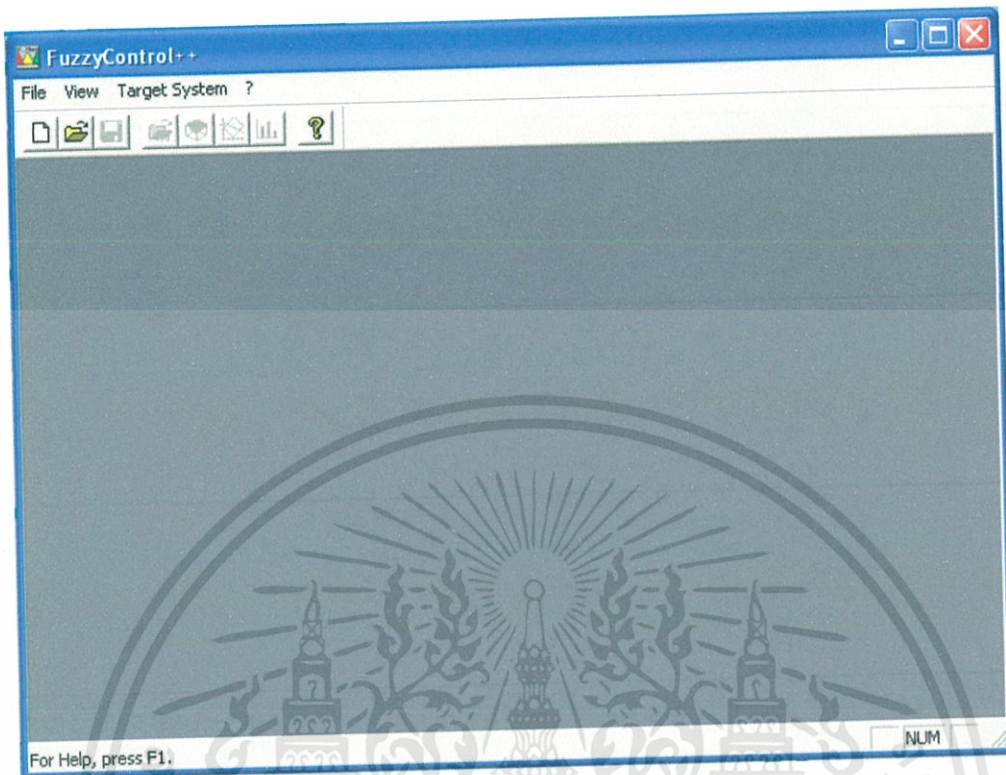 FuzzyControl++
File View Target System ?
?
For Help, press F1.
NUM